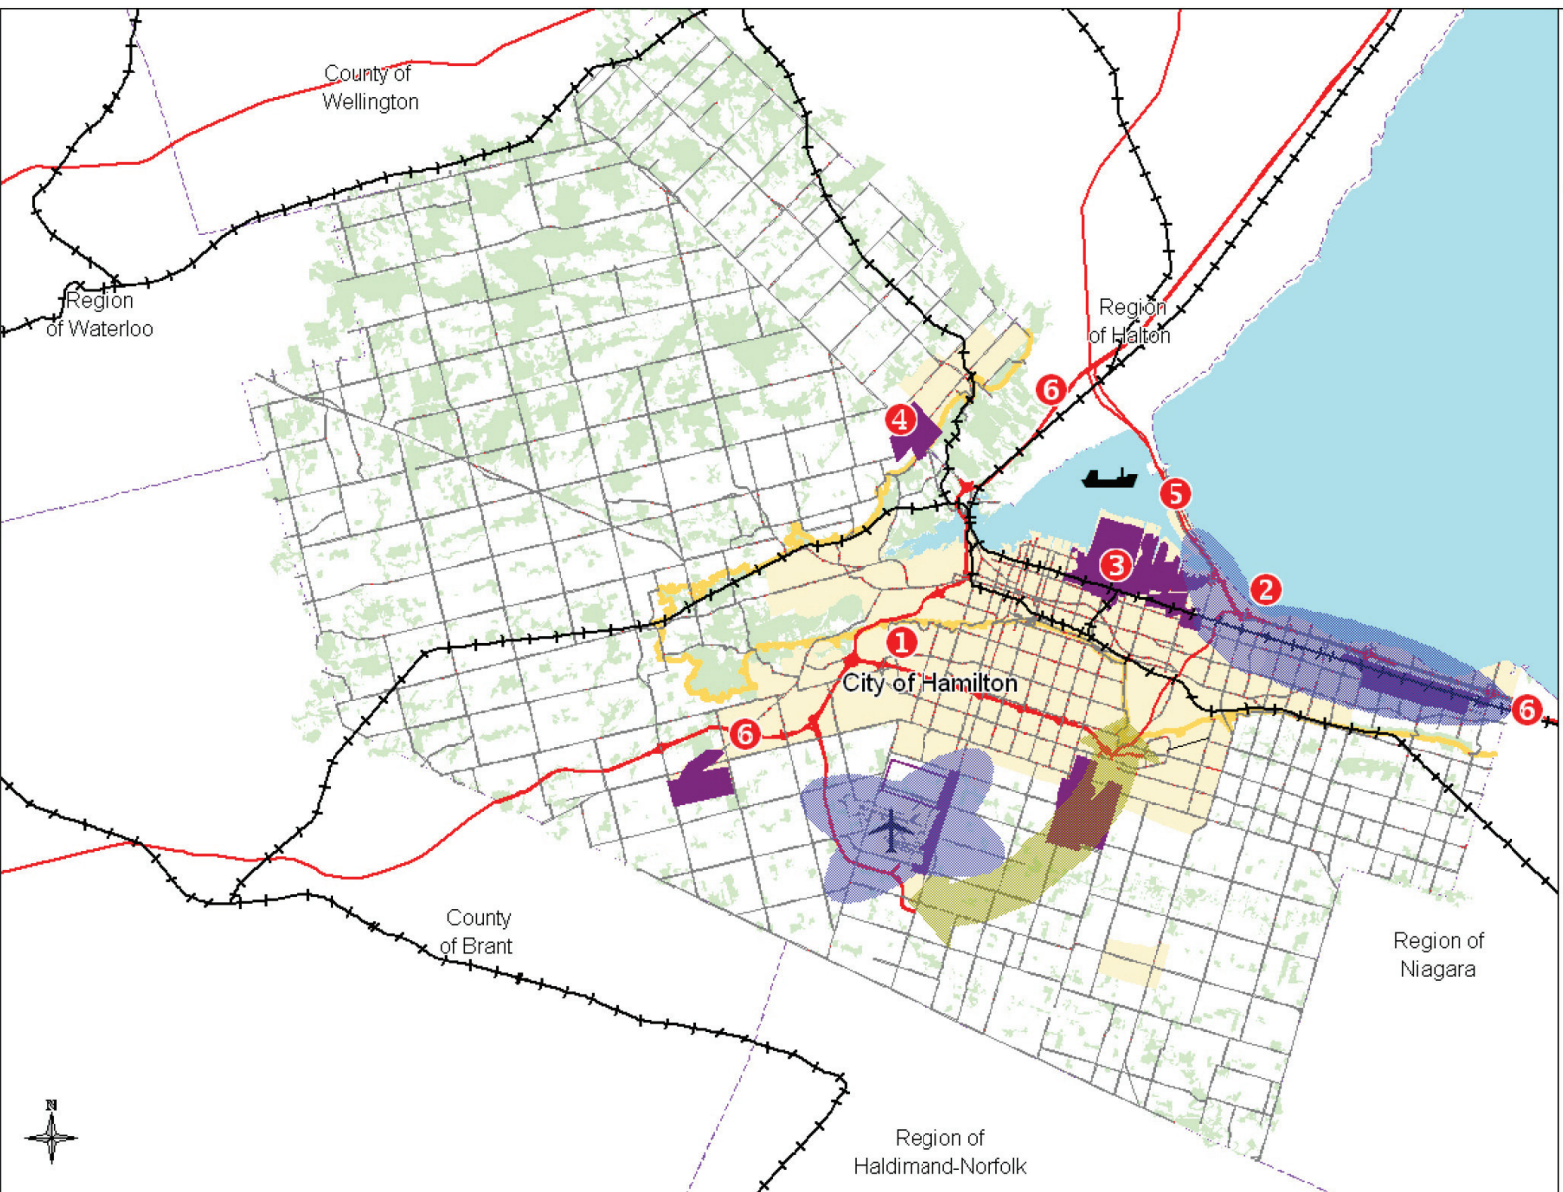 County of
Wellington
Region
of Waterloo
Region
of Halton
6
4
5
3
2
1
City of Hamilton
6
6
County
of Brant
Region of
Niagara
N
Region of
Haldimand-Norfolk